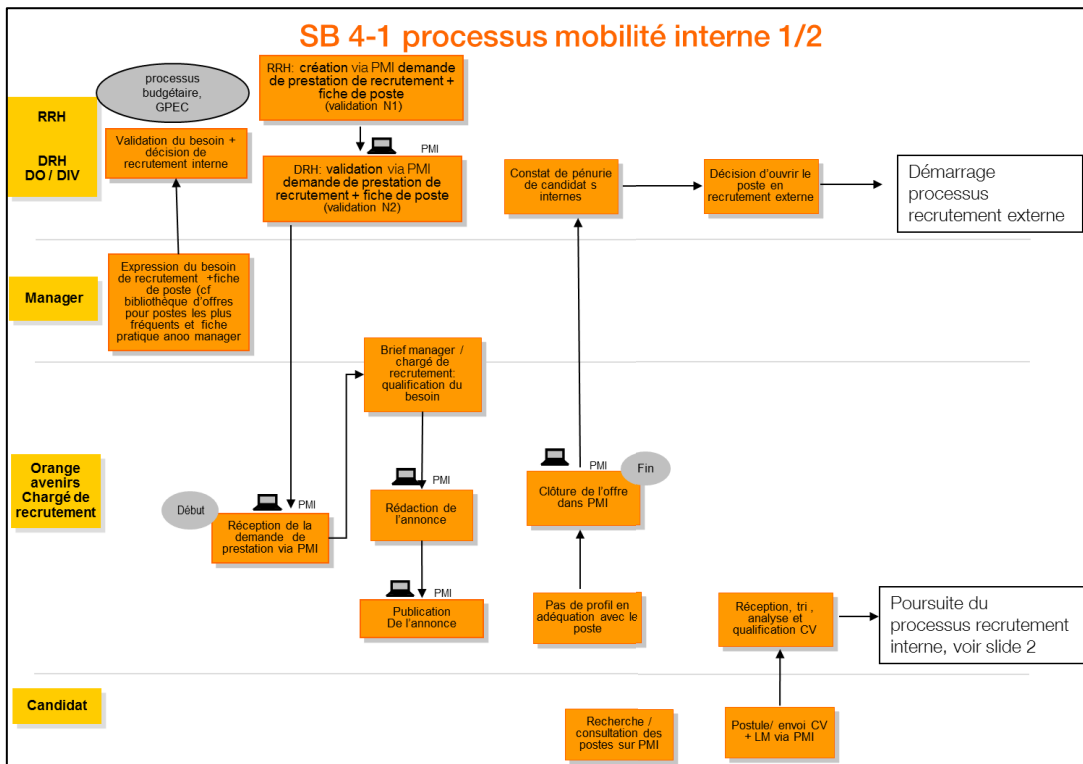 SB 4-1 processus mobilité interne 1/2
RRH
DRH
DO / DIV
processus
budgétaire,
GPEC
Validation du besoin +
décision de
recrutement interne
RRH: création via PMI demande
de prestation de recrutement +
fiche de poste
(validation N1)
PMI
DRH: validation via PMI
demande de prestation de
recrutement + fiche de poste
(validation N2)
Constat de pénurie
de candidat s
internes
Décision d'ouvrir le
poste en
recrutement externe
Démarrage
processus
recrutement externe
Manager
Expression du besoin
de recrutement +fiche
de poste (cf
bibliothèque d'offres
pour postes les plus
fréquents et fiche
pratique anoo manager
Orange
avenirs
Chargé de
recrutement
Brief manager /
chargé de
recrutement:
qualification du
besoin
Début
PMI
Réception de la
demande de
prestation via PMI
PMI
Rédaction de
l'annonce
PMI
Publication
De l'annonce
PMI
Fin
Clôture de l'offre
dans PMI
Pas de profil en
adéquation avec le
poste
Réception, tri ,
analyse et
qualification CV
Poursuite du
processus recrutement
interne, voir slide 2
Candidat
Recherche /
consultation des
postes sur PMI
Postule/ envoi CV
+ LM via PMI